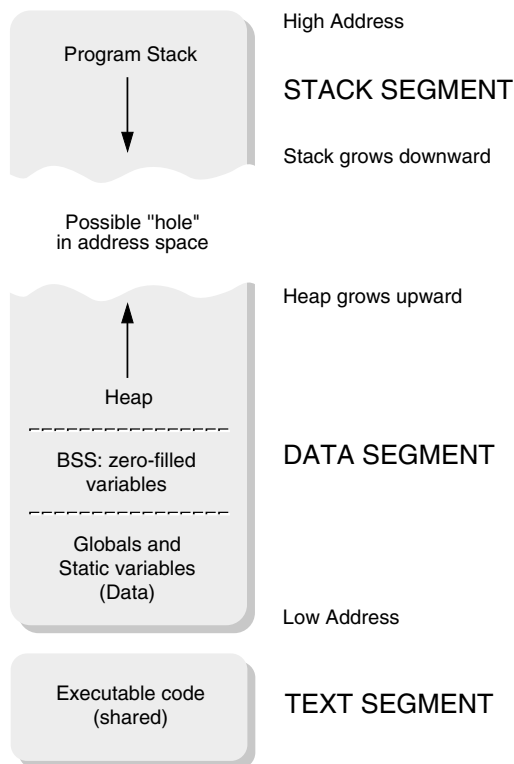 High Address
Program Stack
STACK SEGMENT
Stack grows downward
Possible "hole"
in address space
Heap grows upward
Heap
BSS: zero-filled
variables
DATA SEGMENT
Globals and
Static variables
(Data)
Low Address
Executable code
(shared)
TEXT SEGMENT